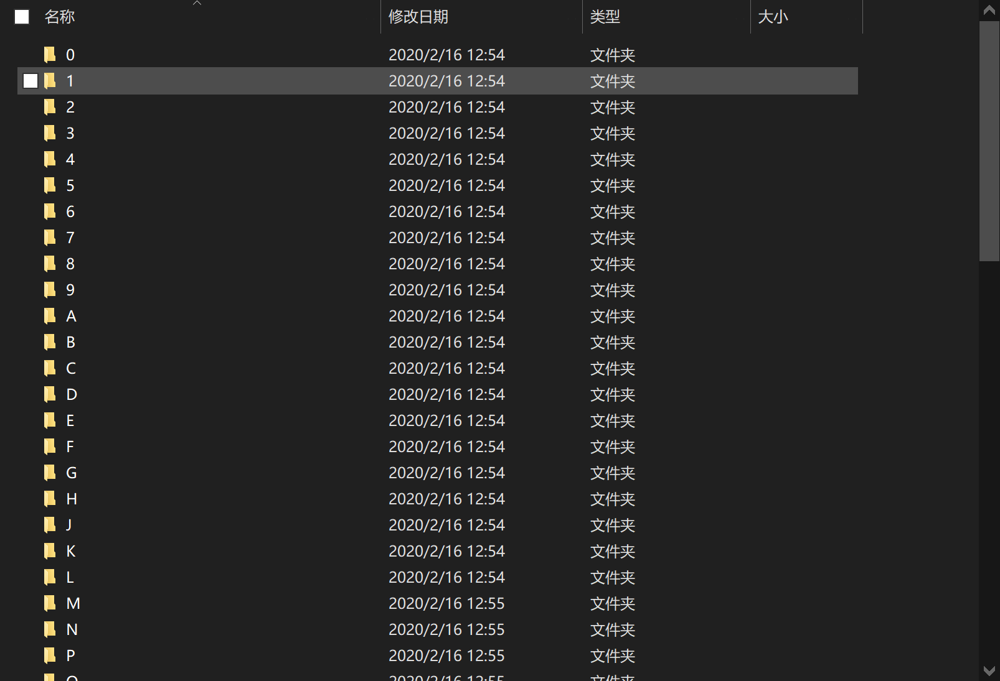 名称 修改日期 类型 大小
0 2020/2/16 12:54 文件夹
1 2020/2/16 12:54 文件夹
2 2020/2/16 12:54 文件夹
3 2020/2/16 12:54 文件夹
4 2020/2/16 12:54 文件夹
5 2020/2/16 12:54 文件夹
6 2020/2/16 12:54 文件夹
7 2020/2/16 12:54 文件夹
8 2020/2/16 12:54 文件夹
9 2020/2/16 12:54 文件夹
A 2020/2/16 12:54 文件夹
B 2020/2/16 12:54 文件夹
C 2020/2/16 12:54 文件夹
D 2020/2/16 12:54 文件夹
E 2020/2/16 12:54 文件夹
F 2020/2/16 12:54 文件夹
G 2020/2/16 12:54 文件夹
H 2020/2/16 12:54 文件夹
J 2020/2/16 12:54 文件夹
K 2020/2/16 12:54 文件夹
L 2020/2/16 12:54 文件夹
M 2020/2/16 12:55 文件夹
N 2020/2/16 12:55 文件夹
P 2020/2/16 12:55 文件夹
2020/2/16 12:55 文件夹